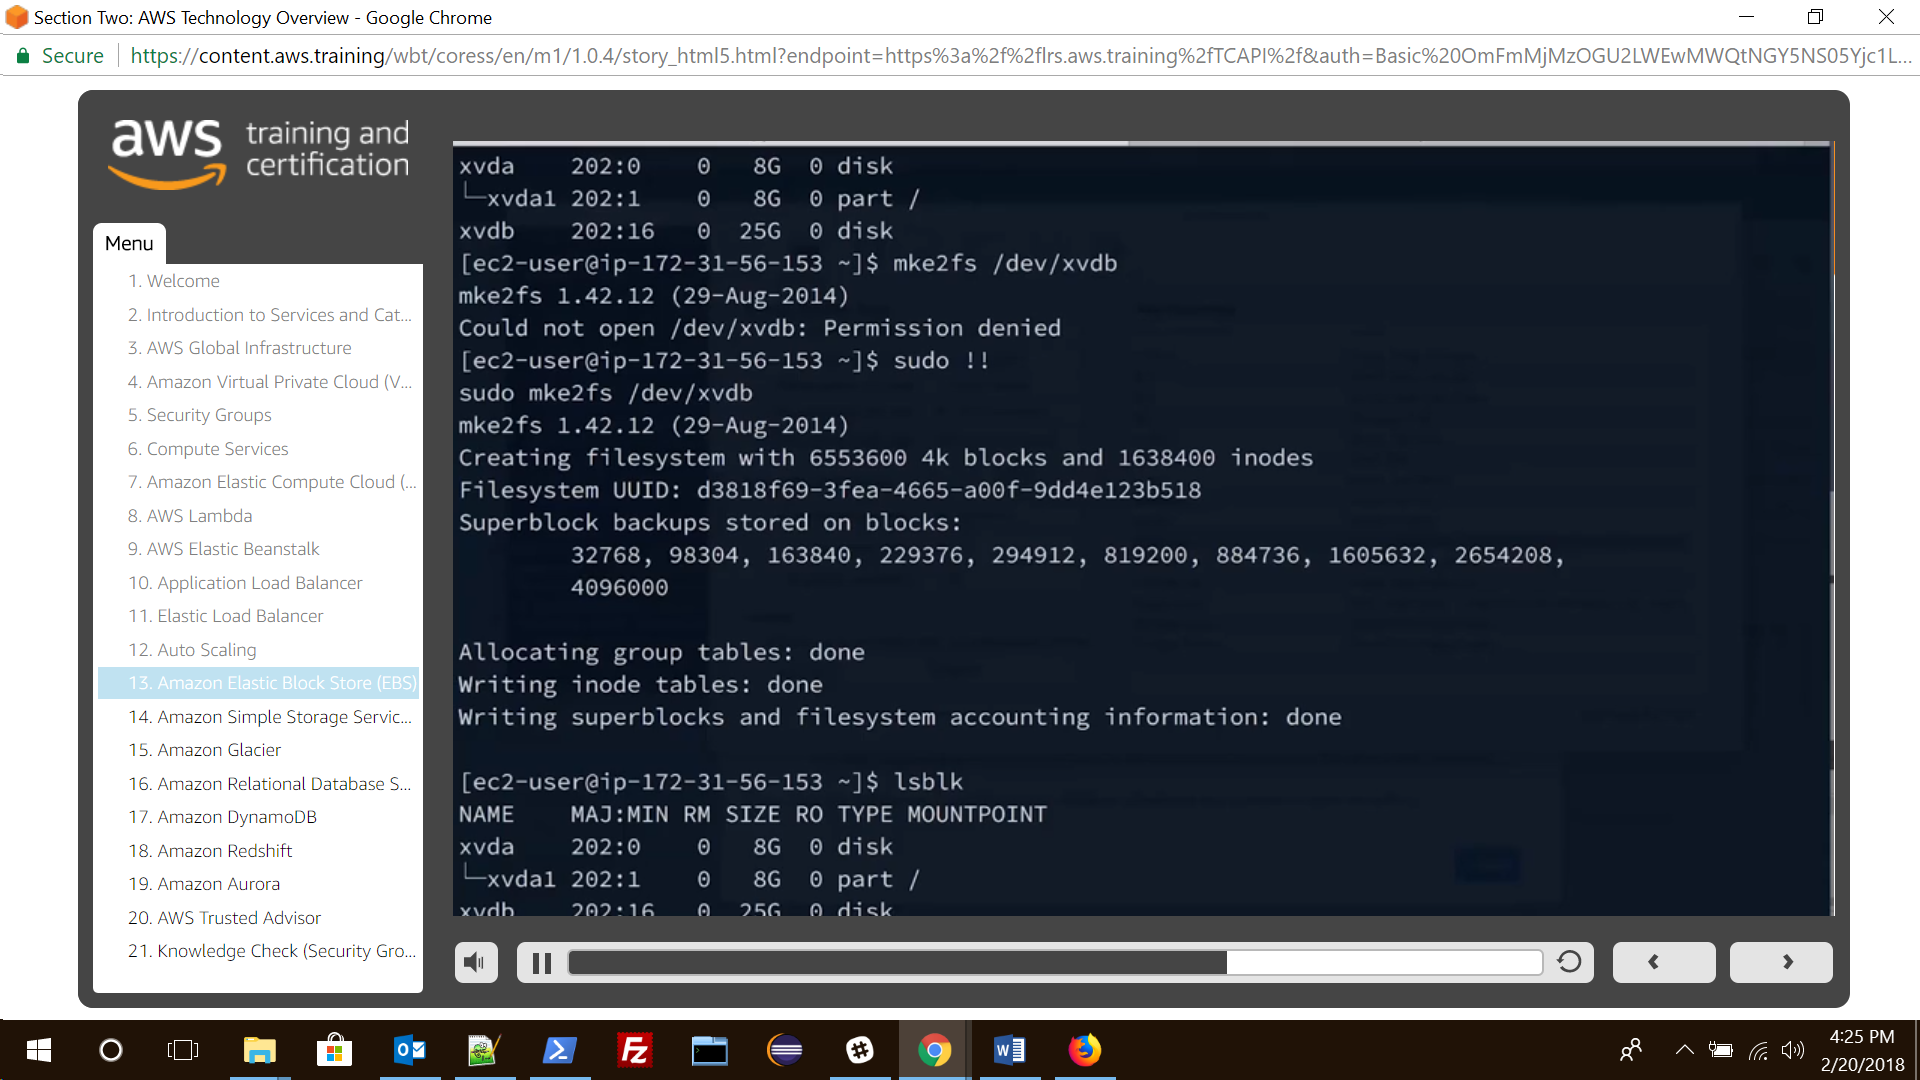 Section Two: AWS Technology Overview - Google Chrome
Secure
https://content.aws.training/wbt/coress/en/m1/1.0.4/story_html5.html?endpoint=https%3a%2f%2flrs.aws.training%2fTCAPI%2f&auth=Basic%20OmFmMjMzOGU2LWEwMWQtNGY5NS05Yjc1L...
aws training and
certification
Menu
1. Welcome
2. Introduction to Services and Cat...
3. AWS Global Infrastructure
4. Amazon Virtual Private Cloud (V...
5. Security Groups
6. Compute Services
7. Amazon Elastic Compute Cloud (...
8. AWS Lambda
9. AWS Elastic Beanstalk
10. Application Load Balancer
11. Elastic Load Balancer
12. Auto Scaling
13. Amazon Elastic Block Store (EBS)
14. Amazon Simple Storage Servic...
15. Amazon Glacier
16. Amazon Relational Database S...
17. Amazon DynamoDB
18. Amazon Redshift
19. Amazon Aurora
20. AWS Trusted Advisor
21. Knowledge Check (Security Gro...
xvda    202:0    0   8G  0 disk
└─xvda1 202:1    0   8G  0 part /
xvdb    202:16   0  25G  0 disk
[ec2-user@ip-172-31-56-153 ~]$ mke2fs /dev/xvdb
mke2fs 1.42.12 (29-Aug-2014)
Could not open /dev/xvdb: Permission denied
[ec2-user@ip-172-31-56-153 ~]$ sudo !!
sudo mke2fs /dev/xvdb
mke2fs 1.42.12 (29-Aug-2014)
Creating filesystem with 6553600 4k blocks and 1638400 inodes
Filesystem UUID: d3818f69-3fea-4665-a00f-9dd4e123b518
Superblock backups stored on blocks:
32768, 98304, 163840, 229376, 294912, 819200, 884736, 1605632, 2654208,
4096000
Allocating group tables: done
Writing inode tables: done
Writing superblocks and filesystem accounting information: done
[ec2-user@ip-172-31-56-153 ~]$ lsblk
NAME    MAJ:MIN RM SIZE RO TYPE MOUNTPOINT
xvda    202:0    0   8G  0 disk
└─xvda1 202:1    0   8G  0 part /
xvdb    202:16   0  25G  0 disk
4:25 PM
2/20/2018